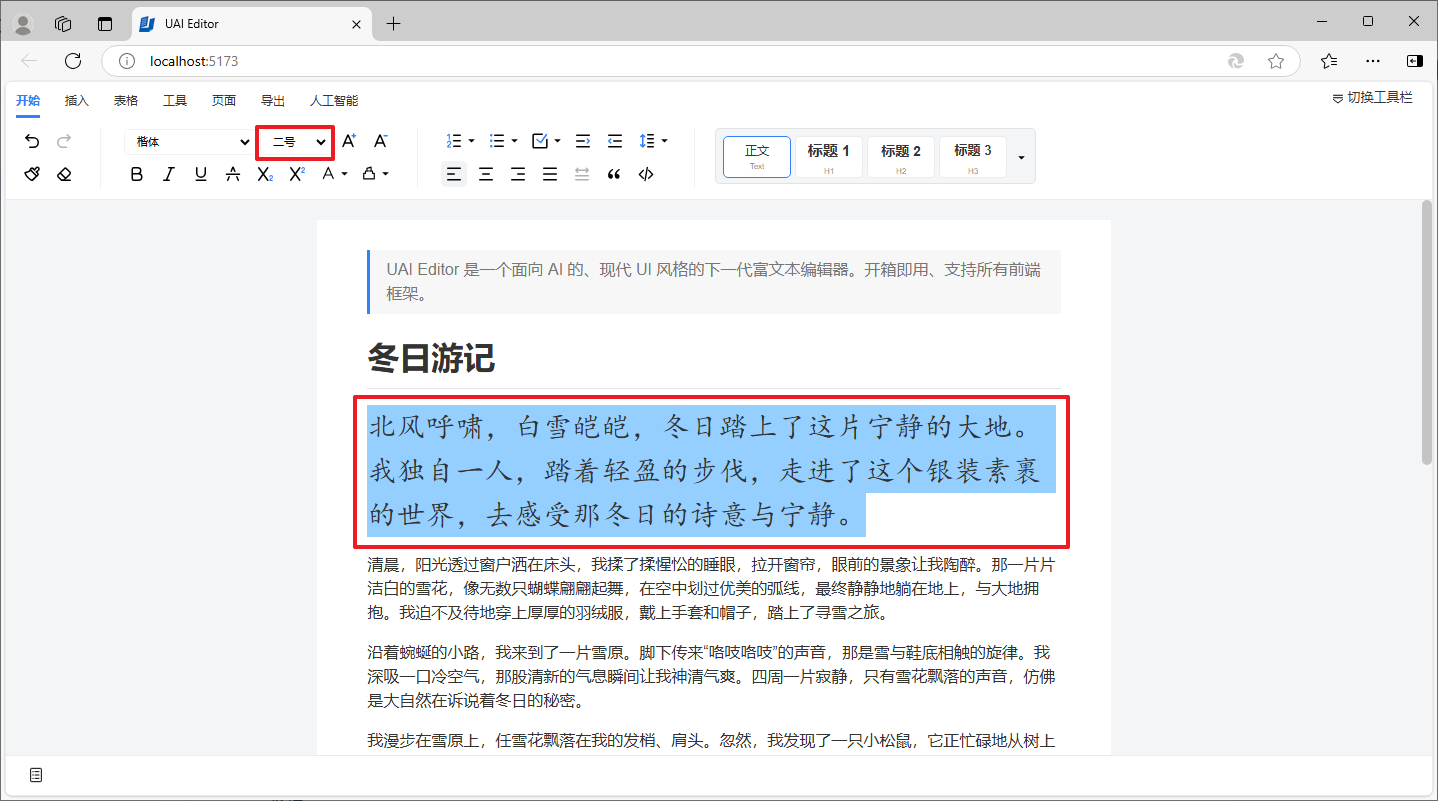 UAI Editor
localhost:5173
开始 插入 表格 工具 页面 导出 人工智能 切换工具栏
楷体 二号 A+ A-
B I U A X₂ X² A
正文 标题 1 标题 2 标题 3
Text H1 H2 H3
UAI Editor 是一个面向 AI 的、现代 UI 风格的下一代富文本编辑器。开箱即用、支持所有前端
框架。
冬日游记
北风呼啸，白雪皑皑，冬日踏上了这片宁静的大地。
我独自一人，踏着轻盈的步伐，走进了这个银装素裹
的世界，去感受那冬日的诗意与宁静。
清晨，阳光透过窗户洒在床头，我揉了揉惺忪的睡眼，拉开窗帘，眼前的景象让我陶醉。那一片片
洁白的雪花，像无数只蝴蝶翩翩起舞，在空中划过优美的弧线，最终静静地躺在地上，与大地拥
抱。我迫不及待地穿上厚厚的羽绒服，戴上手套和帽子，踏上了寻雪之旅。
沿着蜿蜒的小路，我来到了一片雪原。脚下传来“咯吱咯吱”的声音，那是雪与鞋底相触的旋律。我
深吸一口冷空气，那股清新的气息瞬间让我神清气爽。四周一片寂静，只有雪花飘落的声音，仿佛
是大自然在诉说着冬日的秘密。
我漫步在雪原上，任雪花飘落在我的发梢、肩头。忽然，我发现了一只小松鼠，它正忙碌地从树上